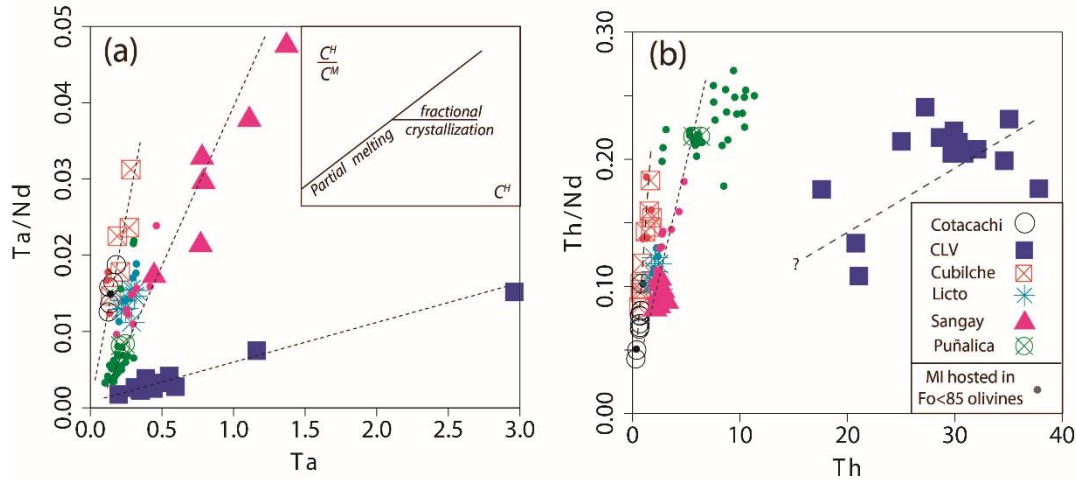 (a)
0.05
0.04
0.03
0.02
0.01
0.00
Ta/Nd
C^H
C^M
fractional
crystallization
Partial melting
C^H
0.0 0.5 1.0 1.5 2.0 2.5 3.0
Ta
(b)
0.30
0.20
0.10
0.00
Th/Nd
?
Cotacachi
CLV
Cubilche
Licto
Sangay
Puñalica
MI hosted in
Fo<85 olivines
0 10 20 30 40
Th